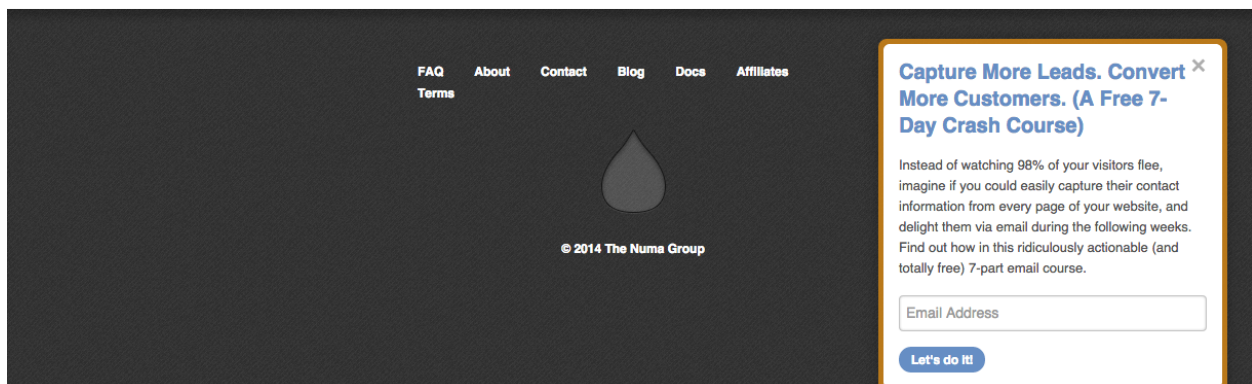 FAQ About Contact Blog Docs Affiliates
Terms
© 2014 The Numa Group
Capture More Leads. Convert ×
More Customers. (A Free 7-
Day Crash Course)
Instead of watching 98% of your visitors flee,
imagine if you could easily capture their contact
information from every page of your website, and
delight them via email during the following weeks.
Find out how in this ridiculously actionable (and
totally free) 7-part email course.
Email Address
Let's do it!